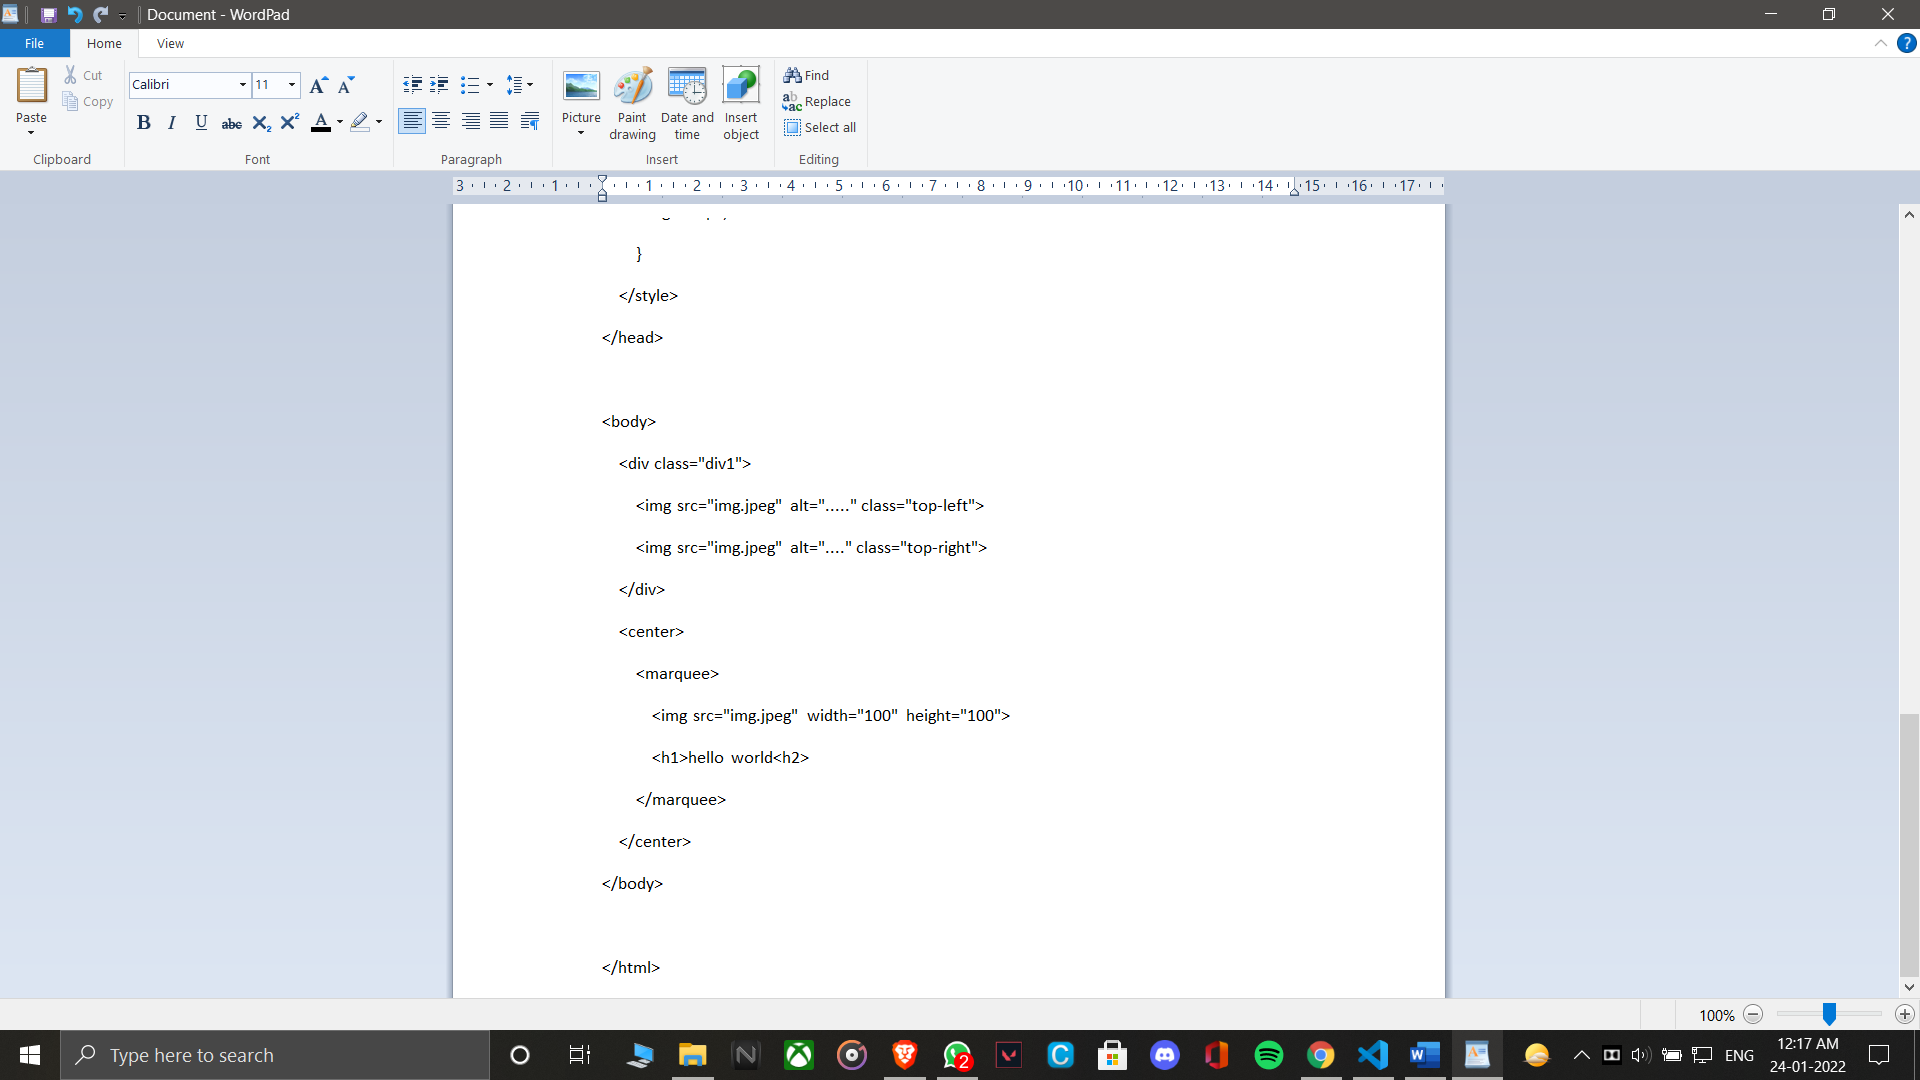 Document - WordPad
File Home View
Paste
Cut
Copy
Clipboard
Calibri 11
B I U abc X₂ X² A
Font
Paragraph
Picture
Paint drawing
Date and time
Insert object
Insert
Find
Replace
Select all
Editing
3 2 1 1 2 3 4 5 6 7 8 9 10 11 12 13 14 15 16 17
}
</style>
</head>
<body>
<div class="div1">
<img src="img.jpeg" alt="....." class="top-left">
<img src="img.jpeg" alt="...." class="top-right">
</div>
<center>
<marquee>
<img src="img.jpeg" width="100" height="100">
<h1>hello world<h2>
</marquee>
</center>
</body>
</html>
100%
Type here to search
2
ENG
12:17 AM
24-01-2022